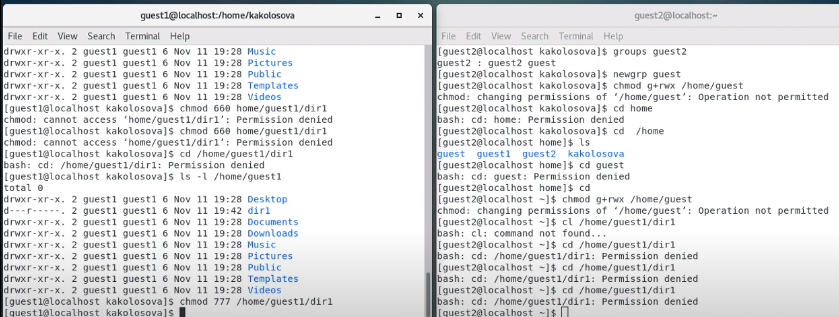 guest1@localhost:/home/kakolosova
File Edit View Search Terminal Help
drwxr-xr-x. 2 guest1 guest1 6 Nov 11 19:28 Music
drwxr-xr-x. 2 guest1 guest1 6 Nov 11 19:28 Pictures
drwxr-xr-x. 2 guest1 guest1 6 Nov 11 19:28 Public
drwxr-xr-x. 2 guest1 guest1 6 Nov 11 19:28 Templates
drwxr-xr-x. 2 guest1 guest1 6 Nov 11 19:28 Videos
[guest1@localhost kakolosova]$ chmod 660 home/guest1/dir1
chmod: cannot access ‘home/guest1/dir1’: Permission denied
[guest1@localhost kakolosova]$ chmod 660 home/guest1/dir1
chmod: cannot access ‘home/guest1/dir1’: Permission denied
[guest1@localhost kakolosova]$ cd /home/guest1/dir1
bash: cd: /home/guest1/dir1: Permission denied
[guest1@localhost kakolosova]$ ls -l /home/guest1
total 0
drwxr-xr-x. 2 guest1 guest1 6 Nov 11 19:28 Desktop
d---r-----. 2 guest1 guest1 6 Nov 11 19:42 dir1
drwxr-xr-x. 2 guest1 guest1 6 Nov 11 19:28 Documents
drwxr-xr-x. 2 guest1 guest1 6 Nov 11 19:28 Downloads
drwxr-xr-x. 2 guest1 guest1 6 Nov 11 19:28 Music
drwxr-xr-x. 2 guest1 guest1 6 Nov 11 19:28 Pictures
drwxr-xr-x. 2 guest1 guest1 6 Nov 11 19:28 Public
drwxr-xr-x. 2 guest1 guest1 6 Nov 11 19:28 Templates
drwxr-xr-x. 2 guest1 guest1 6 Nov 11 19:28 Videos
[guest1@localhost kakolosova]$ chmod 777 /home/guest1/dir1
[guest1@localhost kakolosova]$
guest2@localhost:~
File Edit View Search Terminal Help
[guest2@localhost kakolosova]$ groups guest2
guest2 : guest2 guest
[guest2@localhost kakolosova]$ newgrp guest
[guest2@localhost kakolosova]$ chmod g+rwx /home/guest
chmod: changing permissions of ‘/home/guest’: Operation not permitted
[guest2@localhost kakolosova]$ cd home
bash: cd: home: Permission denied
[guest2@localhost kakolosova]$ cd  /home
[guest2@localhost home]$ ls
guest  guest1  guest2  kakolosova
[guest2@localhost home]$ cd guest
bash: cd: guest: Permission denied
[guest2@localhost home]$ cd
[guest2@localhost ~]$ chmod g+rwx /home/guest
chmod: changing permissions of ‘/home/guest’: Operation not permitted
[guest2@localhost ~]$ cl /home/guest1/dir1
bash: cl: command not found...
[guest2@localhost ~]$ cd /home/guest1/dir1
bash: cd: /home/guest1/dir1: Permission denied
[guest2@localhost ~]$ cd /home/guest1/dir1
bash: cd: /home/guest1/dir1: Permission denied
[guest2@localhost ~]$ cd /home/guest1/dir1
bash: cd: /home/guest1/dir1: Permission denied
[guest2@localhost ~]$